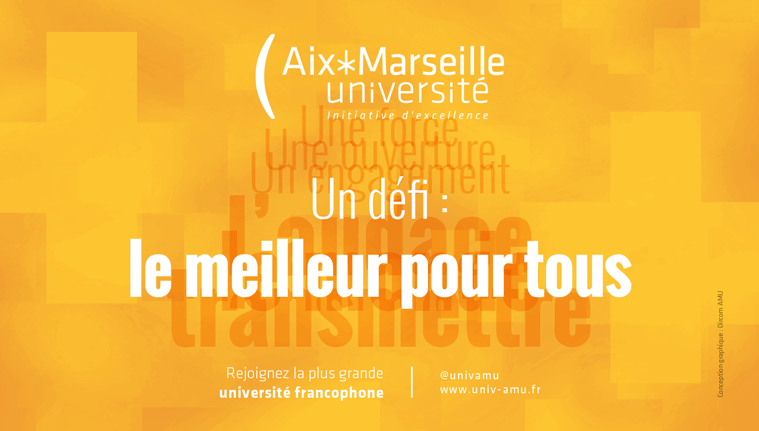 Aix*Marseille
université
Initiative d'excellence
Une force
Une ouverture
Un engagement
Un défi :
L'audace
le meilleur pour tous
transmettre
Rejoignez la plus grande
université francophone
@univamu
www.univ-amu.fr
Conception graphique : Dircom AMU